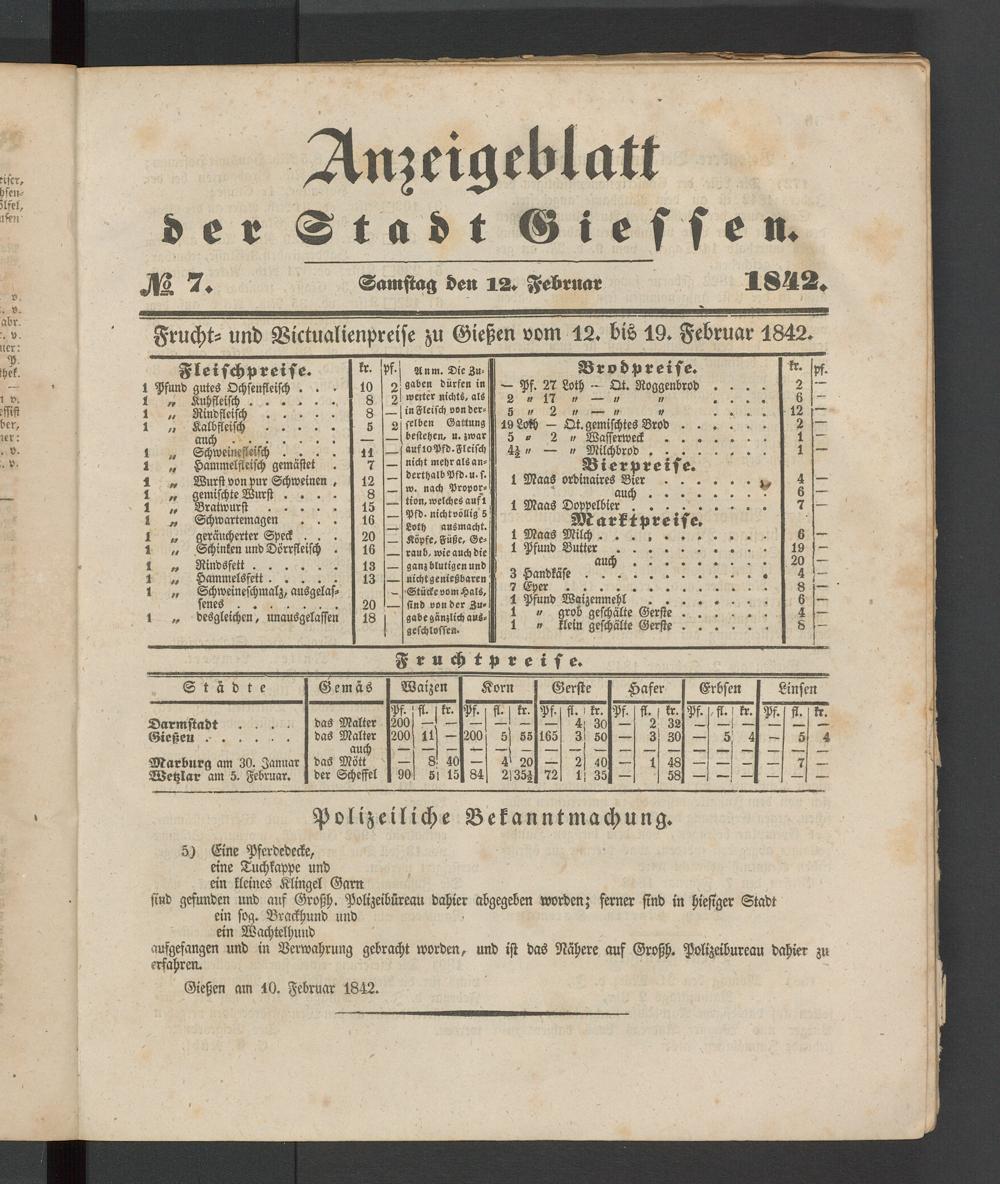 Anzeigeblatt
der Stadt Giessen.
No 7. Samstag den 12. Februar 1842.
Frucht- und Victualienpreise zu Gießen vom 12. bis 19. Februar 1842.
Fleischpreise. kr. pf.
1 Pfund gutes Ochsenfleisch . . . 10 2
1 „ Kuhfleisch . . . . . 8 2
1 „ Rindfleisch . . . . 8 —
1 „ Kalbfleisch . . . . 5 2
auch . . . . . — —
1 „ Schweinefleisch . . . . 11 —
1 „ Hammelfleisch gemästet . 7 —
1 „ Wurst von pur Schweinen . 12 —
1 „ gemischte Wurst . . . . 8 —
1 „ Bratwurst . . . . . 15 —
1 „ Schwartemagen . . . 16 —
1 „ geräucherter Speck . . . 20 —
1 „ Schinken und Dörrfleisch . 16 —
1 „ Rindsfett . . . . . . 13 —
1 „ Hammelsfett . . . . . 13 —
1 „ Schweineschmalz, ausgelas-
senes . . . . . . . 20 —
1 „ desgleichen, unausgelassen 18
Anm. Die Zu-
gaben dürfen in
weiter nichts, als
in Fleisch von der-
selben Gattung
bestehen, u. zwar
auf 10 Pfd. Fleisch
nicht mehr als an-
derthalb Pfd. u. s.
w. nach Propor-
tion, welches auf 1
Pfd. nicht völlig 5
Loth ausmacht.
Köpfe, Füße, Ge-
raub, wie auch die
ganz blutigen und
nicht genießbaren
Stücke vom Hals,
sind von der Zu-
gabe gänzlich aus-
geschlossen.
Brodpreise. kr. pf.
— Pf. 27 Loth — Qt. Roggenbrod . . . . 2 —
2 „ 17 „ — „ „ . . . . 6 —
5 „ 2 „ — „ „ . . . . 12 —
19 Loth — Qt. gemischtes Brod . . . . . . 2 —
5 „ 2 „ Wasserweck . . . . . . 1 —
4½ „ — „ Milchbrod . . . . . . . 1 —
Bierpreise.
1 Maas ordinaires Bier . . . . . . . 4 —
auch . . . . . . . 6 —
1 Maas Doppelbier . . . . . . . . 7 —
Marktpreise.
1 Maas Milch . . . . . . . . . . 6 —
1 Pfund Butter . . . . . . . . . 19 —
auch . . . . . . . . 20 —
3 Handkäse . . . . . . . . . . 4 —
7 Eyer . . . . . . . . . . . 8 —
1 Pfund Waizenmehl . . . . . . . 6 —
1 „ grob geschälte Gerste . . . . . 4 —
1 „ klein geschälte Gerste . . . . . 8 —
Fruchtpreise.
Städte Gemäs Waizen Korn Gerste Hafer Erbsen Linsen
Pf. fl. kr. Pf. fl. kr. Pf. fl. kr. Pf. fl. kr. Pf. fl. kr. Pf. fl. kr.
Darmstadt . . . . das Malter 200 — — — — — — 4 30 — 2 32 — — — — — —
Gießen . . . . . . das Malter 200 11 — 200 5 55 165 3 50 — 3 30 — 5 4 — 5 4
auch — — — — — — — — — — — — — — — — — —
Marburg am 30. Januar das Mött — 8 40 — 4 20 — 2 40 — 1 48 — — — — 7 —
Wetzlar am 5. Februar. der Scheffel 90 5 15 84 2 35½ 72 1 35 — 58 — — — — — —
Polizeiliche Bekanntmachung.
5) Eine Pferdedecke,
eine Tuchkappe und
ein kleines Klingel Garn
sind gefunden und auf Großh. Polizeibüreau dahier abgegeben worden; ferner sind in hiesiger Stadt
ein sog. Brackhund und
ein Wachtelhund
aufgefangen und in Verwahrung gebracht worden, und ist das Nähere auf Großh. Polizeibureau dahier zu
erfahren.
Gießen am 10. Februar 1842.